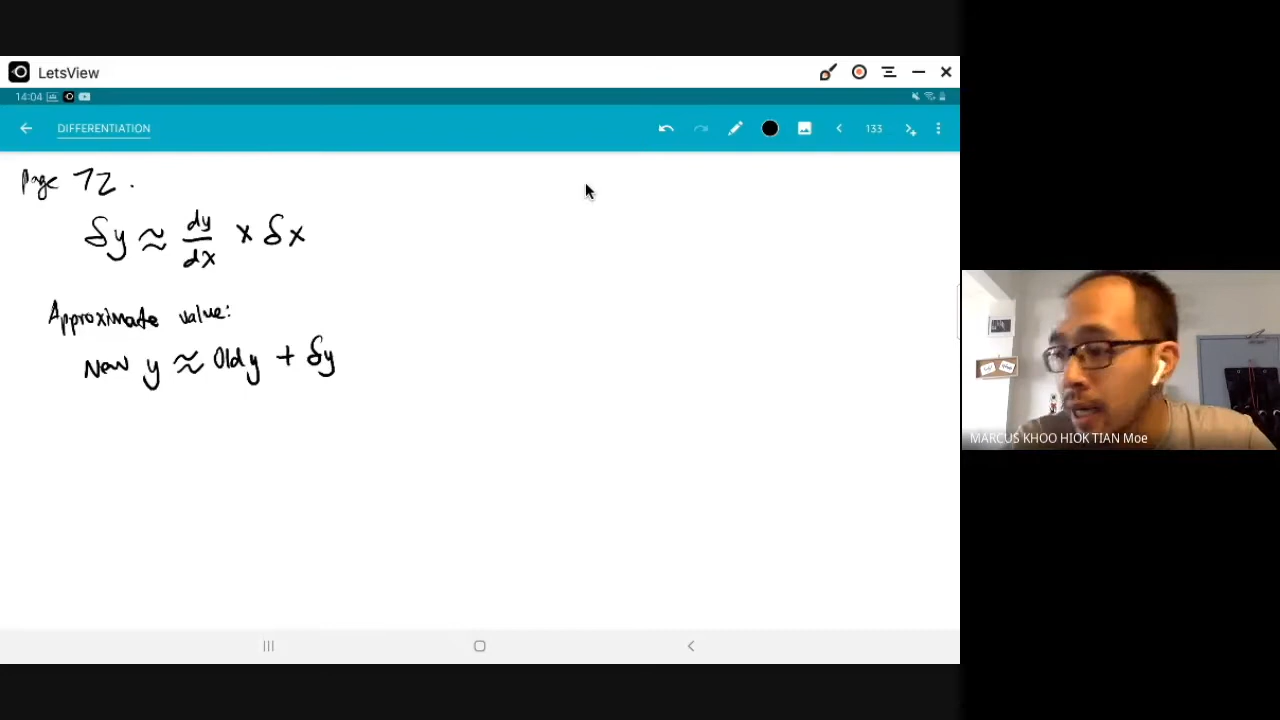 LetsView
14:04
DIFFERENTIATION
133
Page 72.
δy ≈ dy/dx × δx
Approximate value:
New y ≈ Old y + δy
MARCUS KHOO HIOK TIAN Moe